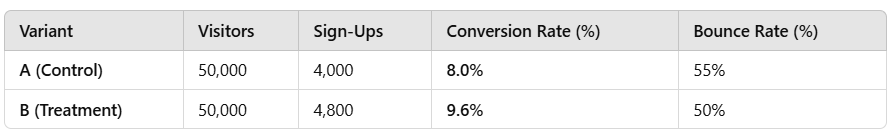 Variant Visitors Sign-Ups Conversion Rate (%) Bounce Rate (%)
A (Control) 50,000 4,000 8.0% 55%
B (Treatment) 50,000 4,800 9.6% 50%